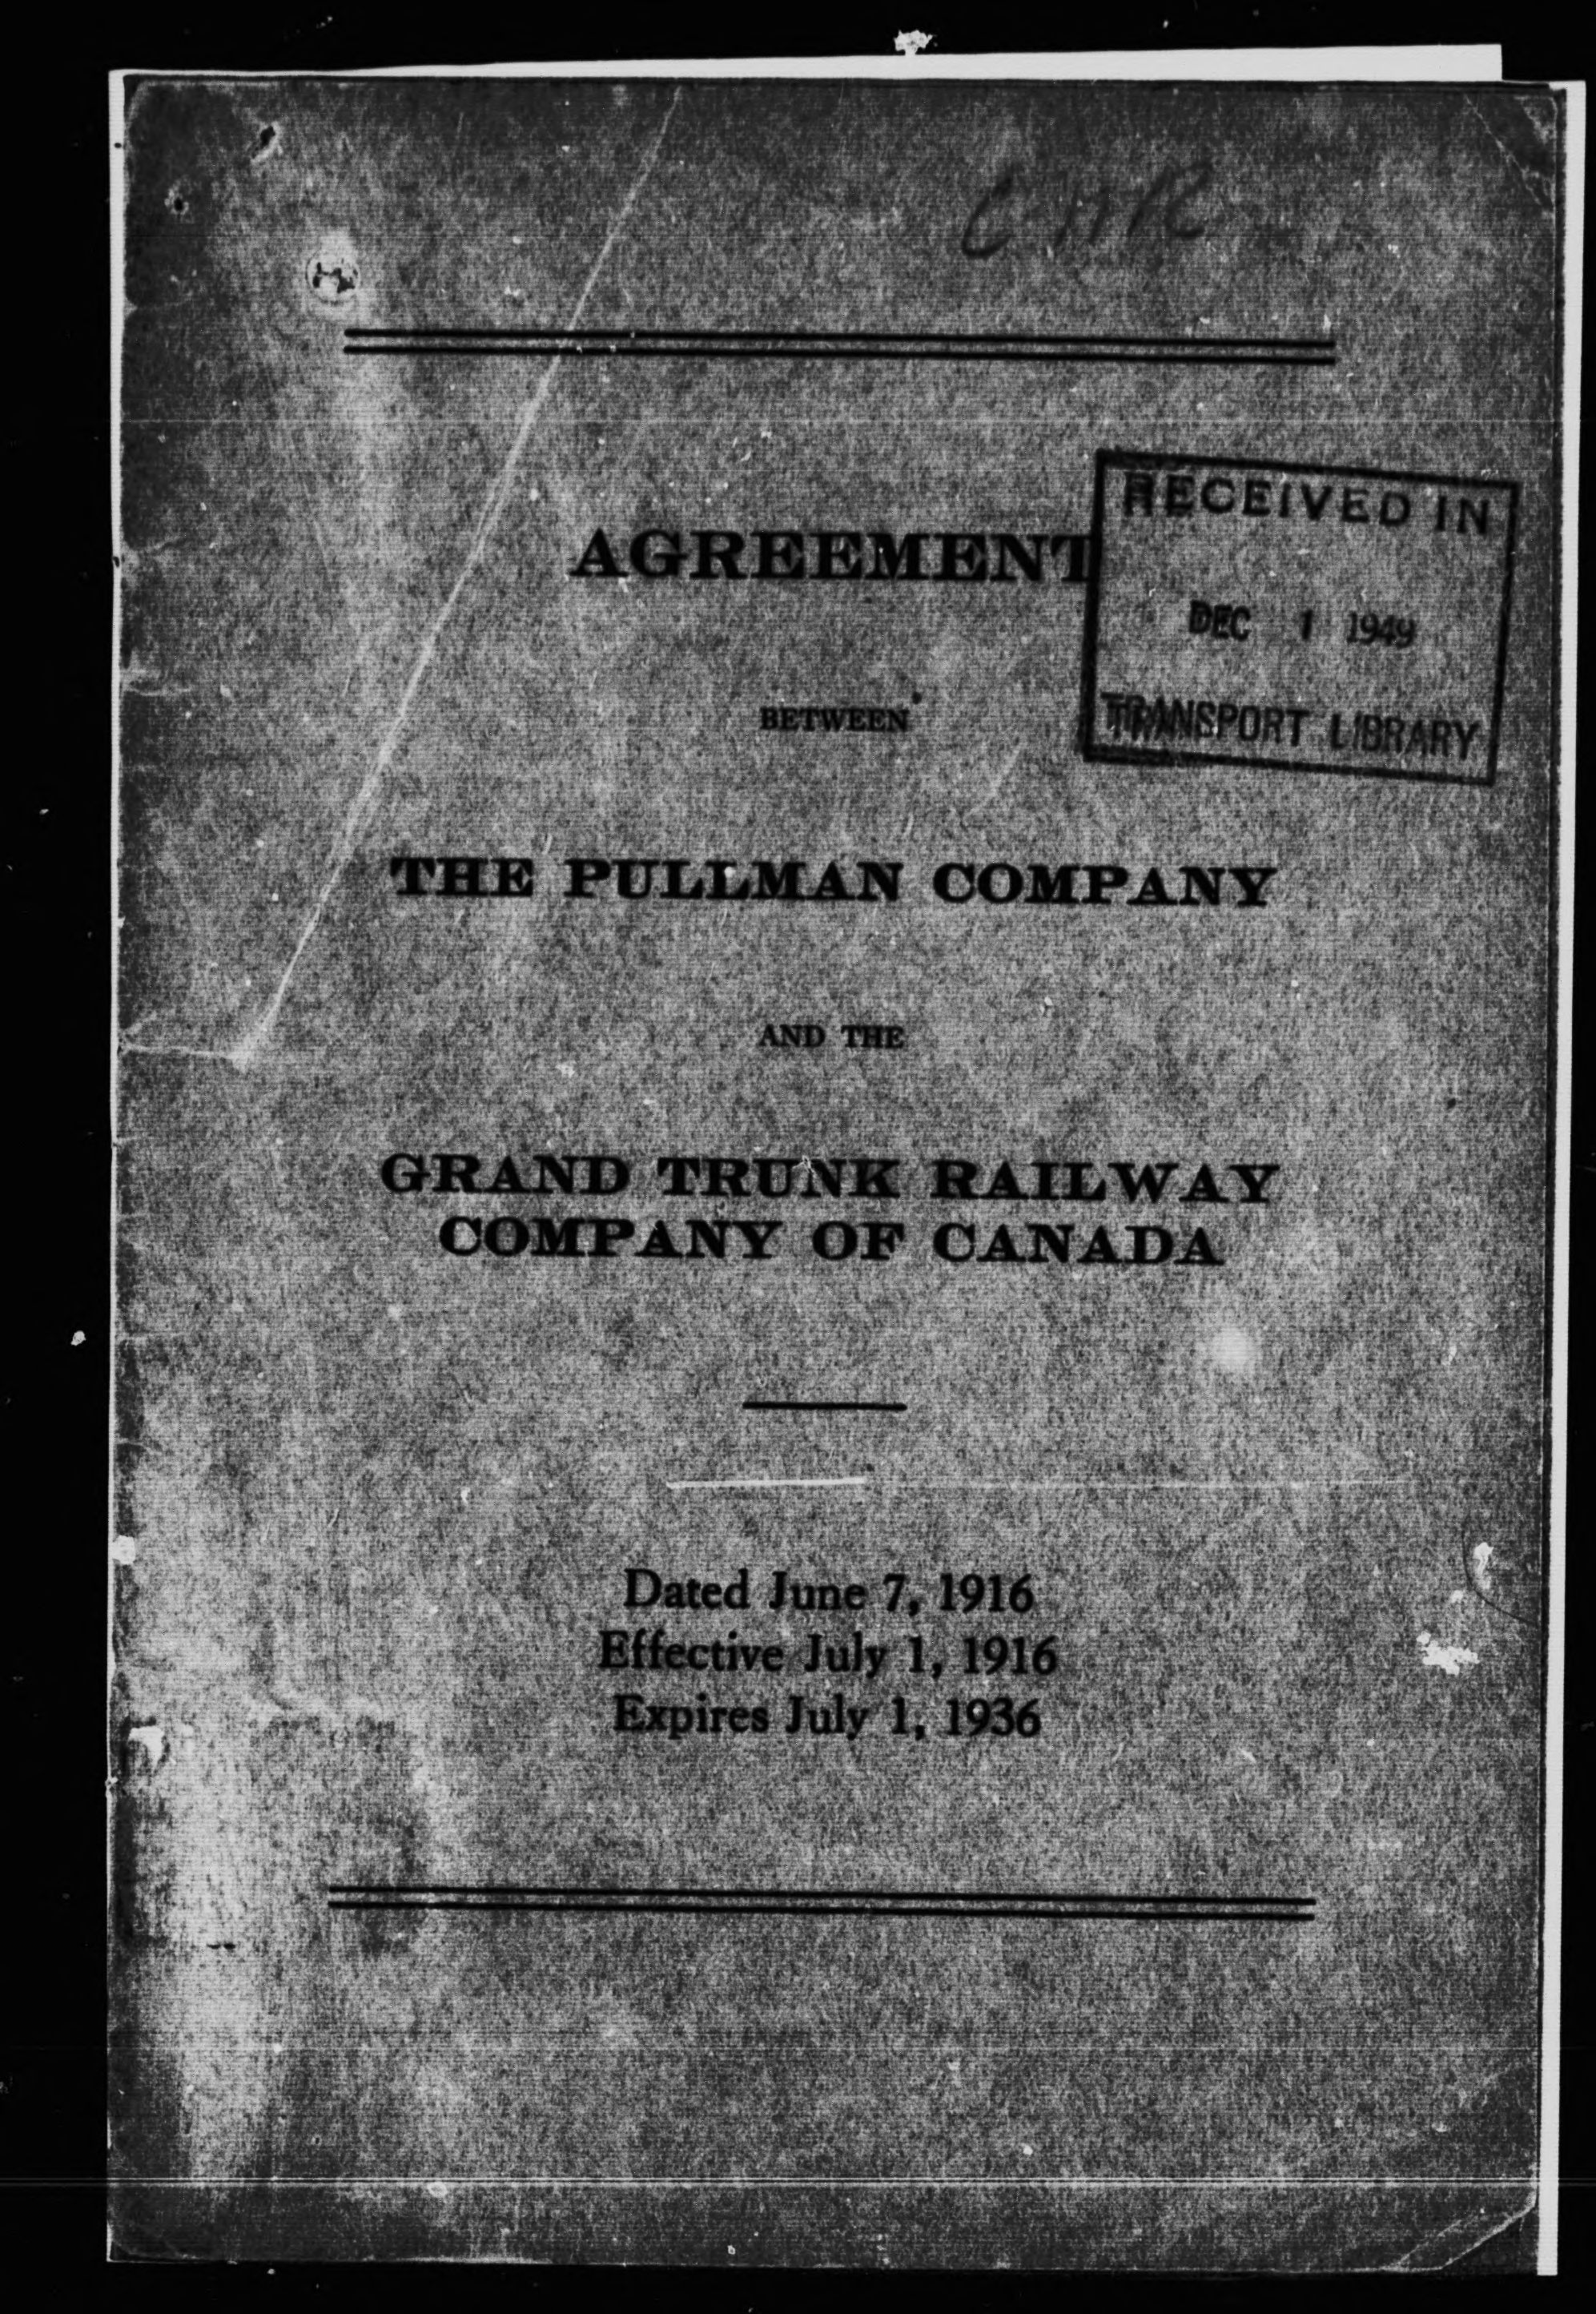 AGREEMENT
RECEIVED IN
DEC 1 1949
TRANSPORT LIBRARY
BETWEEN
THE PULLMAN COMPANY
AND THE
GRAND TRUNK RAILWAY
COMPANY OF CANADA
Dated June 7, 1916
Effective July 1, 1916
Expires July 1, 1936